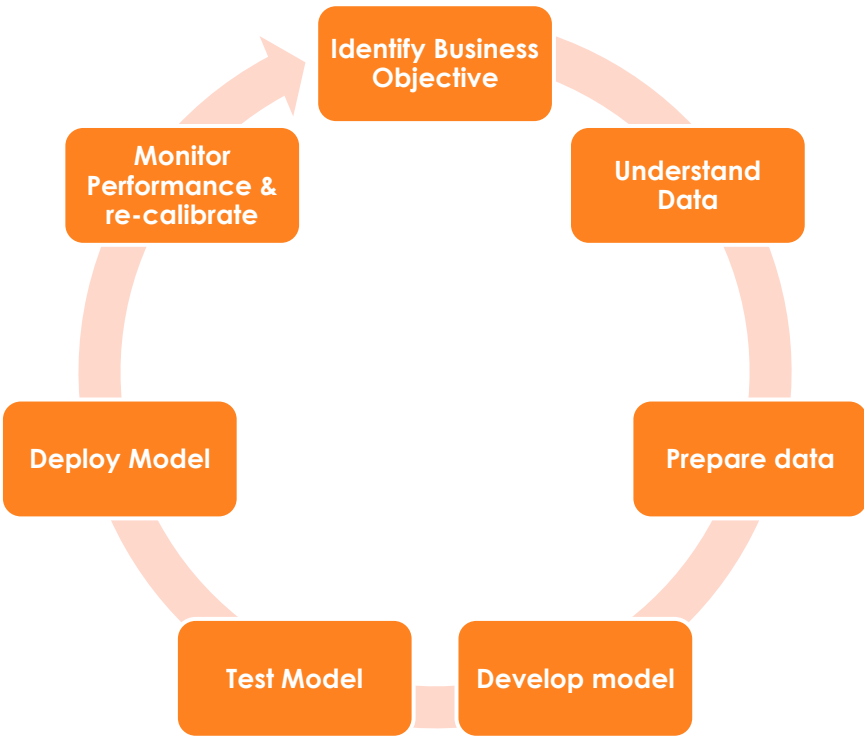 Identify Business
Objective
Understand
Data
Prepare data
Develop model
Test Model
Deploy Model
Monitor
Performance &
re-calibrate